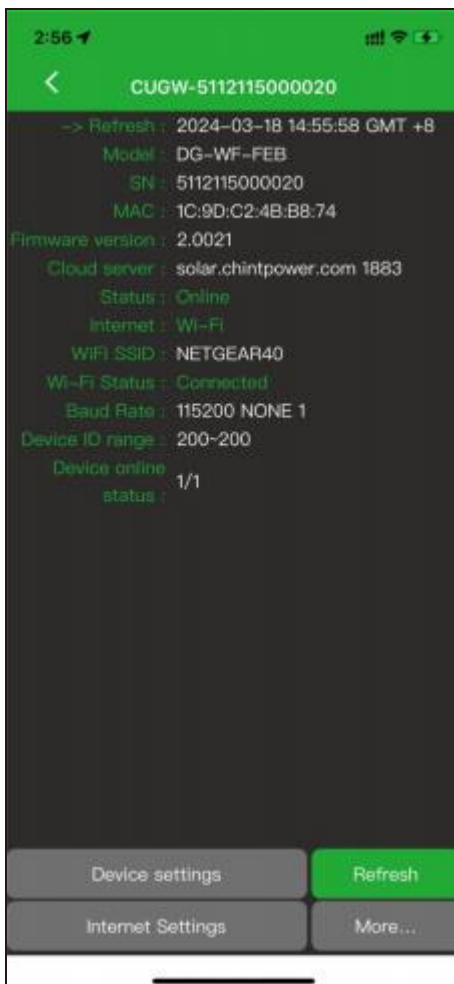 2:56
CUGW-5112115000020
-> Refresh : 2024-03-18 14:55:58 GMT +8
Model : DG-WF-FEB
SN : 5112115000020
MAC : 1C:9D:C2:4B:B8:74
Firmware version : 2.0021
Cloud server : solar.chintpower.com 1883
Status : Online
Internet : Wi-Fi
WiFi SSID : NETGEAR40
Wi-Fi Status : Connected
Baud Rate : 115200 NONE 1
Device ID range : 200~200
Device online
status : 1/1
Device settings
Refresh
Internet Settings
More...